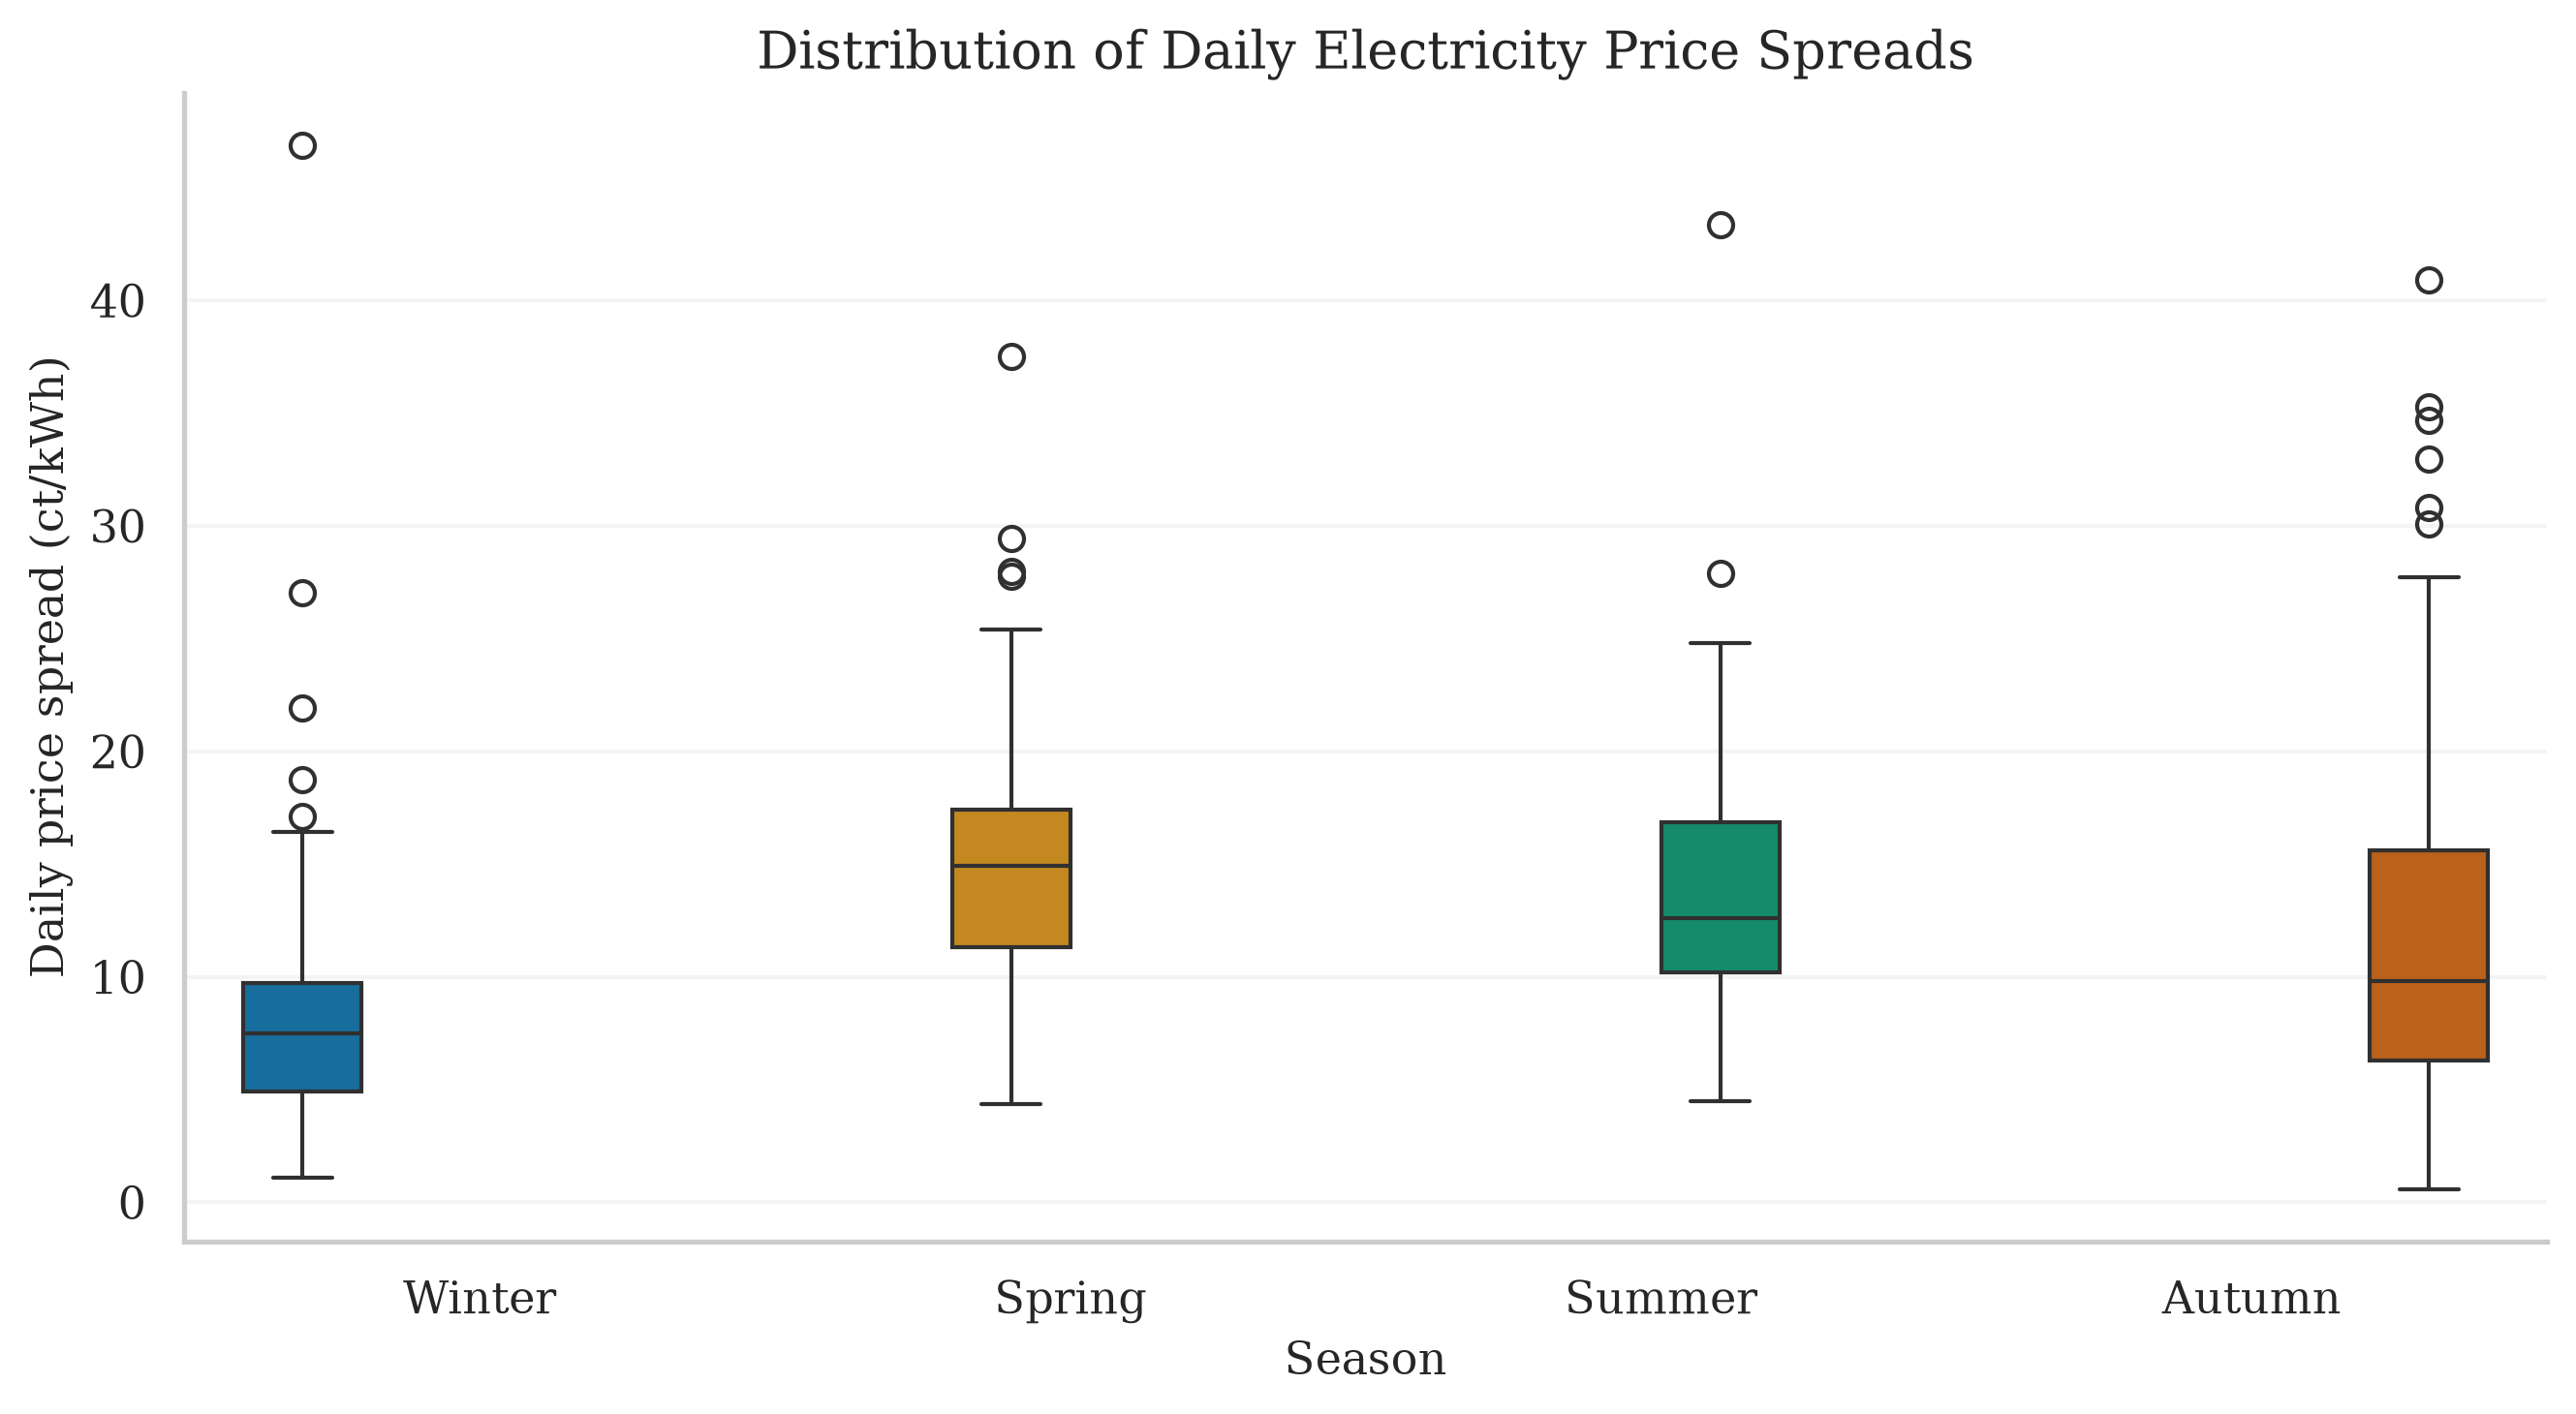 Distribution of Daily Electricity Price Spreads
Daily price spread (ct/kWh)
40
30
20
10
0
Winter
Spring
Summer
Autumn
Season